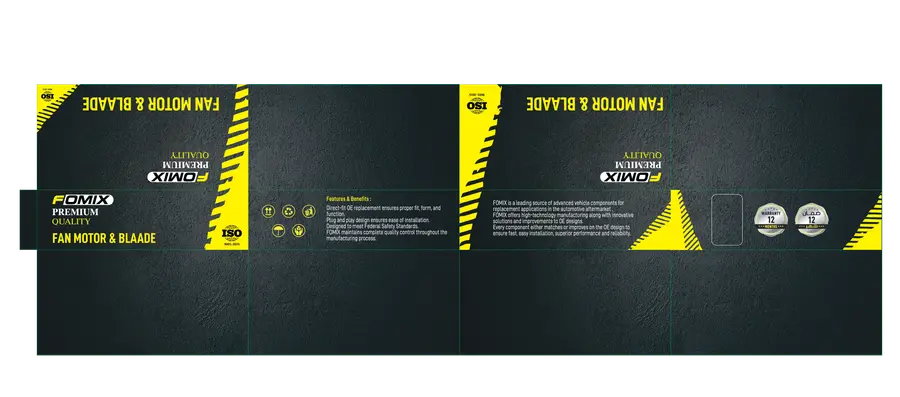 FAN MOTOR & BLAADE
ISO
PREMIUM
QUALITY
FOMIX
FOMIX
PREMIUM
QUALITY
FAN MOTOR & BLAADE
ISO
Features & Benefits :
Direct-fit OE replacement ensures proper fit, form, and
function.
Plug and play design ensures ease of installation.
Designed to meet Federal Safety Standards.
FOMIX maintains complete quality control throughout the
manufacturing process.
ISO
FAN MOTOR & BLAADE
PREMIUM
QUALITY
FOMIX
FOMIX is a leading source of advanced vehicle components for
replacement applications in the automotive aftermarket .
FOMIX offers high-technology manufacturing along with innovative
solutions and improvements to OE designs.
Every component either matches or improves on the OE design to
ensure fast, easy installation, superior performance and reliability.
WARRANTY
12
MONTHS
ضمان
12